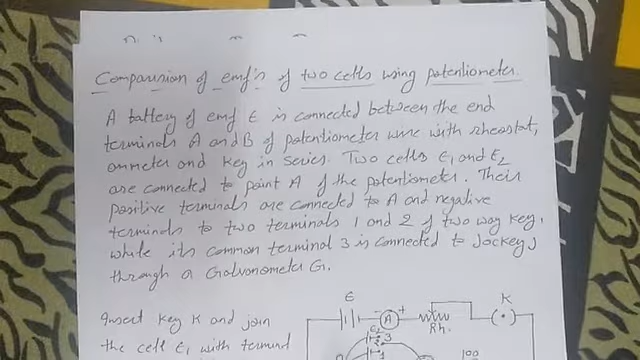 Comparision of emf's of two cells using potentiometer
A battery of emf E is connected between the end
terminals A and B of potentiometer wire with rheostat,
ammeter and key in series. Two cells E1 and E2
are connected to point A of the potentiometer. Their
positive terminals are connected to A and negative
terminals to two terminals 1 and 2 of two way key,
while its common terminal 3 is connected to Jockey J
through a Galvanometer G.
E - A + Rh. K
Insert key K and join
the cell E1 with
E2 3
1
100